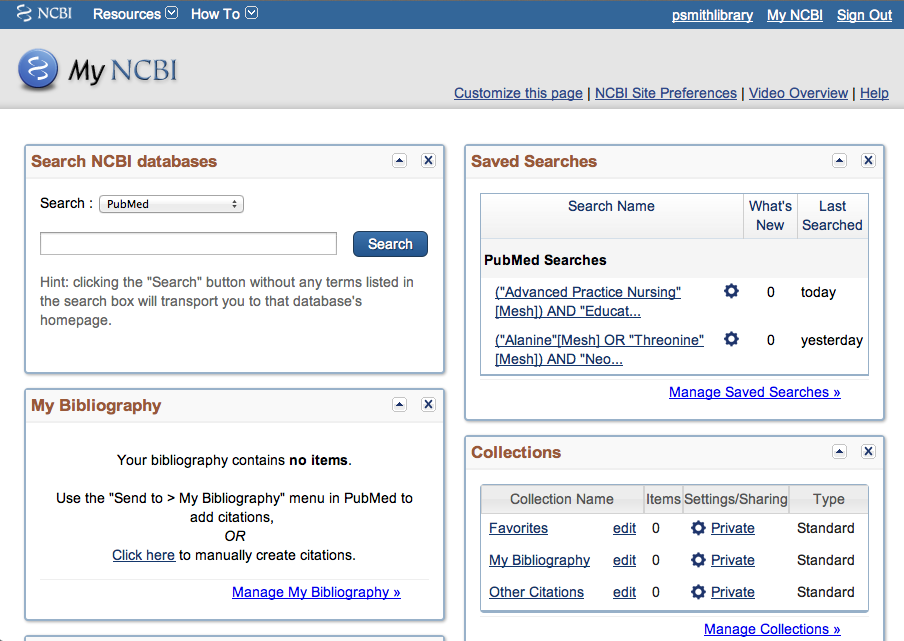 NCBI Resources How To psmithlibrary My NCBI Sign Out
My NCBI
Customize this page | NCBI Site Preferences | Video Overview | Help
Search NCBI databases
Search : PubMed
Search
Hint: clicking the "Search" button without any terms listed in
the search box will transport you to that database's
homepage.
My Bibliography
Your bibliography contains no items.
Use the "Send to > My Bibliography" menu in PubMed to
add citations,
OR
Click here to manually create citations.
Manage My Bibliography »
Saved Searches
Search Name What's New Last Searched
PubMed Searches
("Advanced Practice Nursing"
[Mesh]) AND "Educat... 0 today
("Alanine"[Mesh] OR "Threonine"
[Mesh]) AND "Neo... 0 yesterday
Manage Saved Searches »
Collections
Collection Name Items Settings/Sharing Type
Favorites edit 0 Private Standard
My Bibliography edit 0 Private Standard
Other Citations edit 0 Private Standard
Manage Collections »